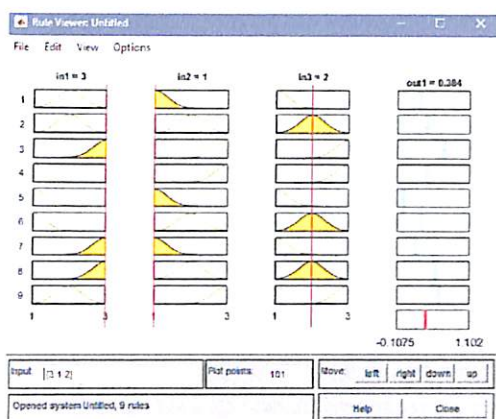 Rule Viewer: Untitled
File Edit View Options
in1 = 3 in2 = 1 in3 = 2 out1 = 0.384
1
2
3
4
5
6
7
8
9
1 3 1 3 1 3
-0.1075 1.102
Input: [3 1 2] Plot points: 101 Move: left right down up
Opened system Untitled, 9 rules Help Close